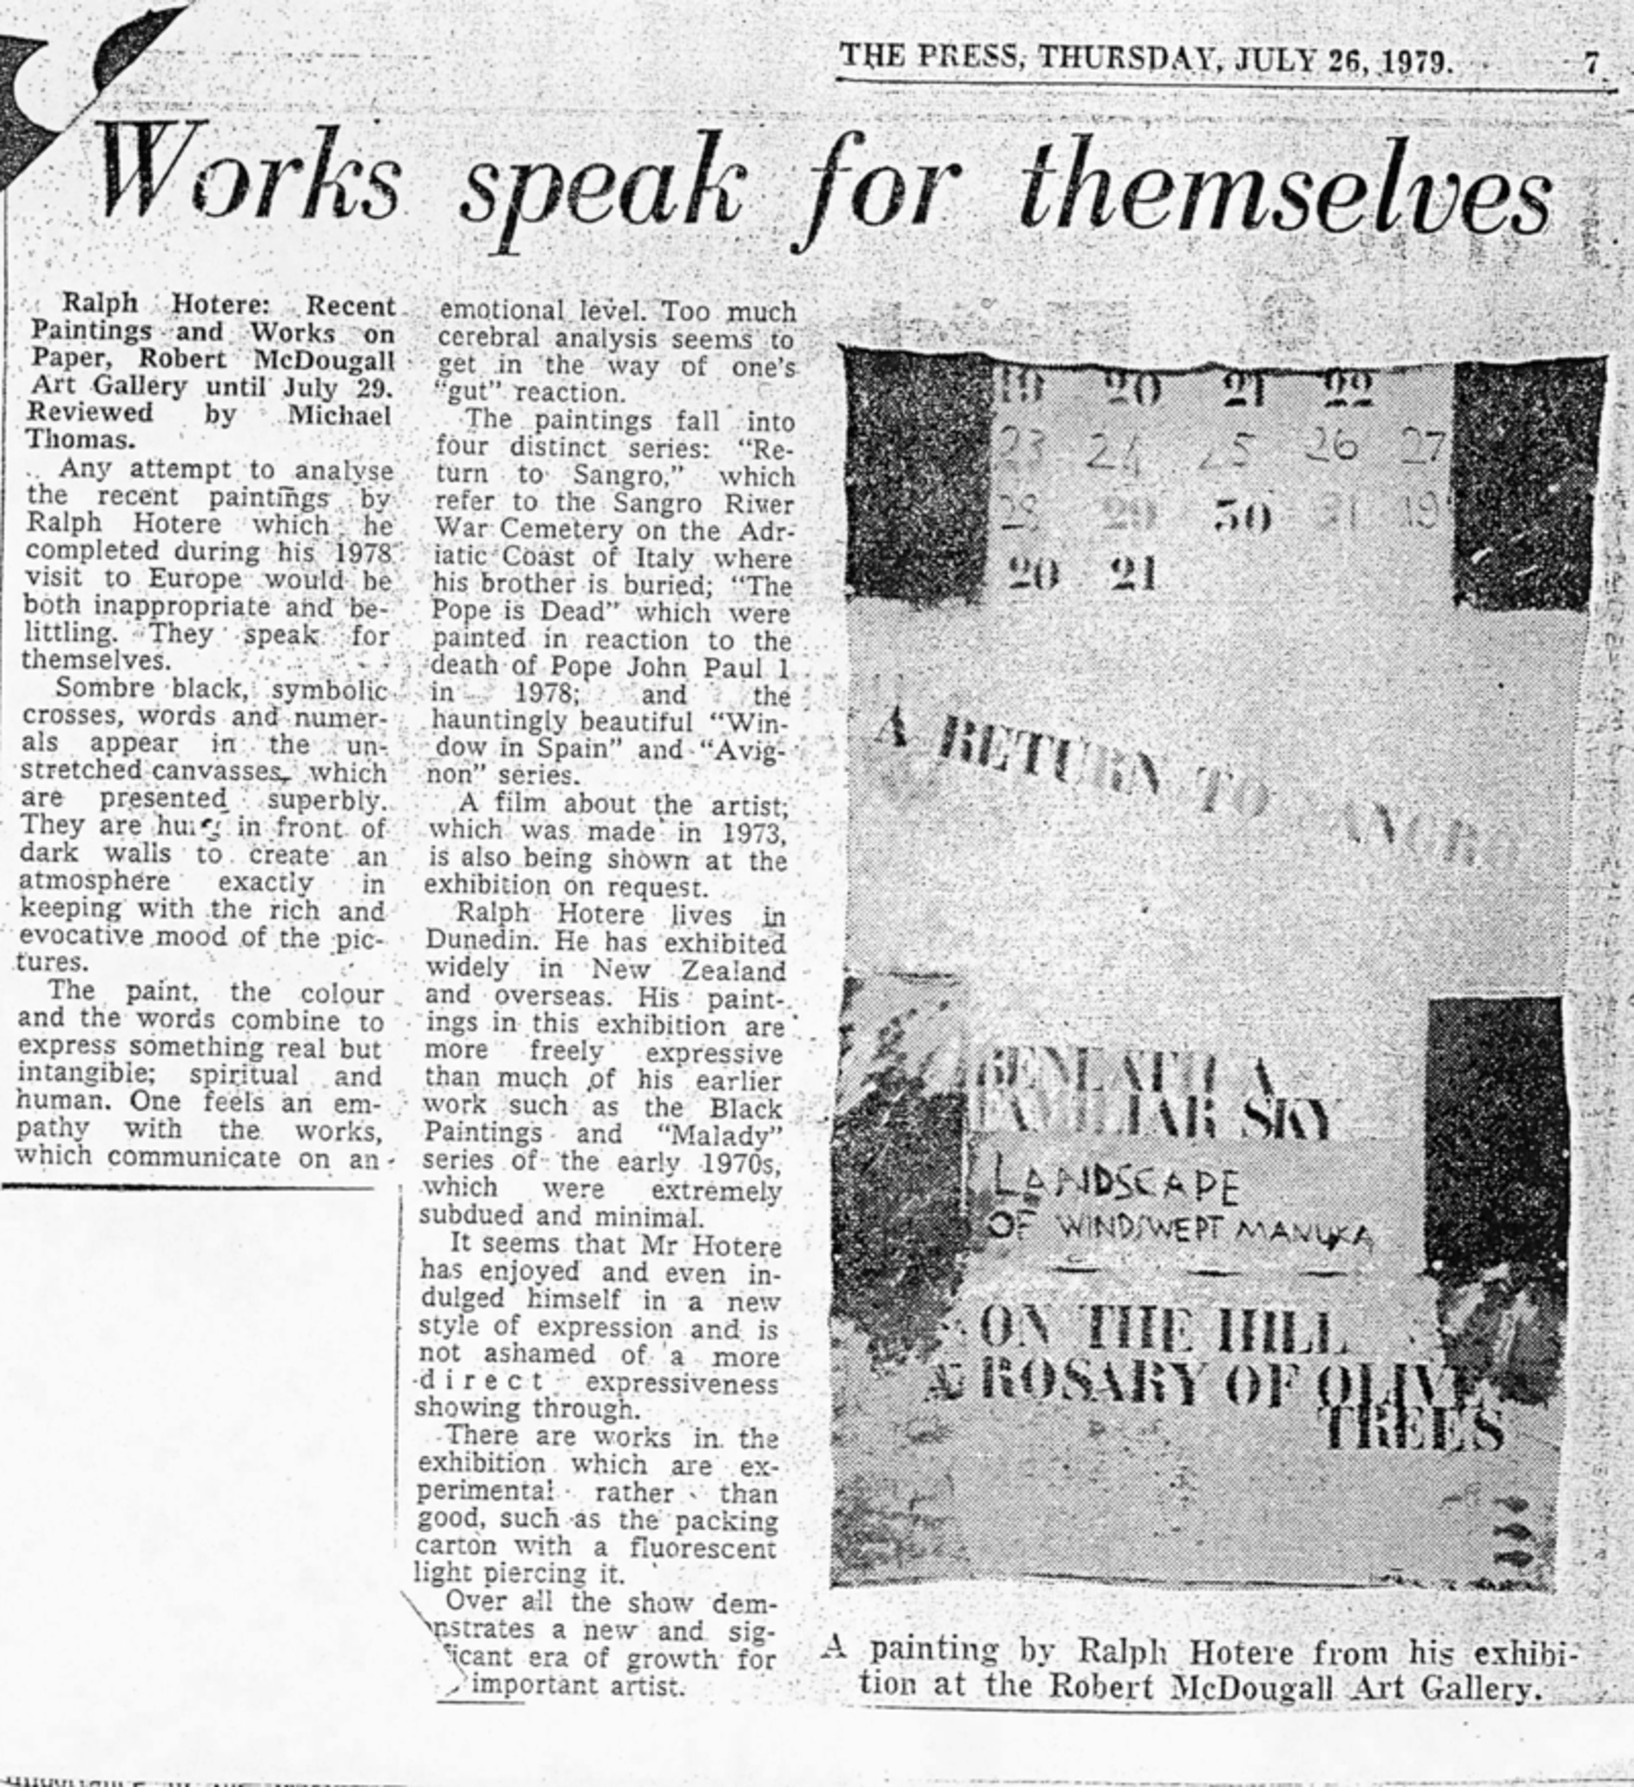 THE PRESS, THURSDAY, JULY 26, 1979. 7
Works speak for themselves
Ralph Hotere: Recent
Paintings and Works on
Paper, Robert McDougall
Art Gallery until July 29.
Reviewed by Michael
Thomas.
Any attempt to analyse
the recent paintings by
Ralph Hotere which he
completed during his 1978
visit to Europe would be
both inappropriate and be-
littling. They speak for
themselves.
Sombre black, symbolic
crosses, words and numer-
als appear in the un-
stretched canvasses, which
are presented superbly.
They are hung in front of
dark walls to create an
atmosphere exactly in
keeping with the rich and
evocative mood of the pic-
tures.
The paint, the colour
and the words combine to
express something real but
intangible; spiritual and
human. One feels an em-
pathy with the works,
which communicate on an
emotional level. Too much
cerebral analysis seems to
get in the way of one's
"gut" reaction.
The paintings fall into
four distinct series: "Re-
turn to Sangro," which
refer to the Sangro River
War Cemetery on the Adr-
iatic Coast of Italy where
his brother is buried; "The
Pope is Dead" which were
painted in reaction to the
death of Pope John Paul 1
in 1978; and the
hauntingly beautiful "Win-
dow in Spain" and "Avig-
non" series.
A film about the artist;
which was made in 1973,
is also being shown at the
exhibition on request.
Ralph Hotere lives in
Dunedin. He has exhibited
widely in New Zealand
and overseas. His paint-
ings in this exhibition are
more freely expressive
than much of his earlier
work such as the Black
Paintings and "Malady"
series of the early 1970s,
which were extremely
subdued and minimal.
It seems that Mr Hotere
has enjoyed and even in-
dulged himself in a new
style of expression and is
not ashamed of a more
direct expressiveness
showing through.
There are works in the
exhibition which are ex-
perimental rather than
good, such as the packing
carton with a fluorescent
light piercing it.
Over all the show dem-
onstrates a new and sig-
nificant era of growth for
important artist.
19 20 21 22
23 24 25 26 27
28 29 30 31 19
20 21
A RETURN TO SANGRO
BENEATH A
FAMILIAR SKY
LANDSCAPE
OF WINDSWEPT MANUKA
ON THE HILL
A ROSARY OF OLIVE
TREES
A painting by Ralph Hotere from his exhibi-
tion at the Robert McDougall Art Gallery.